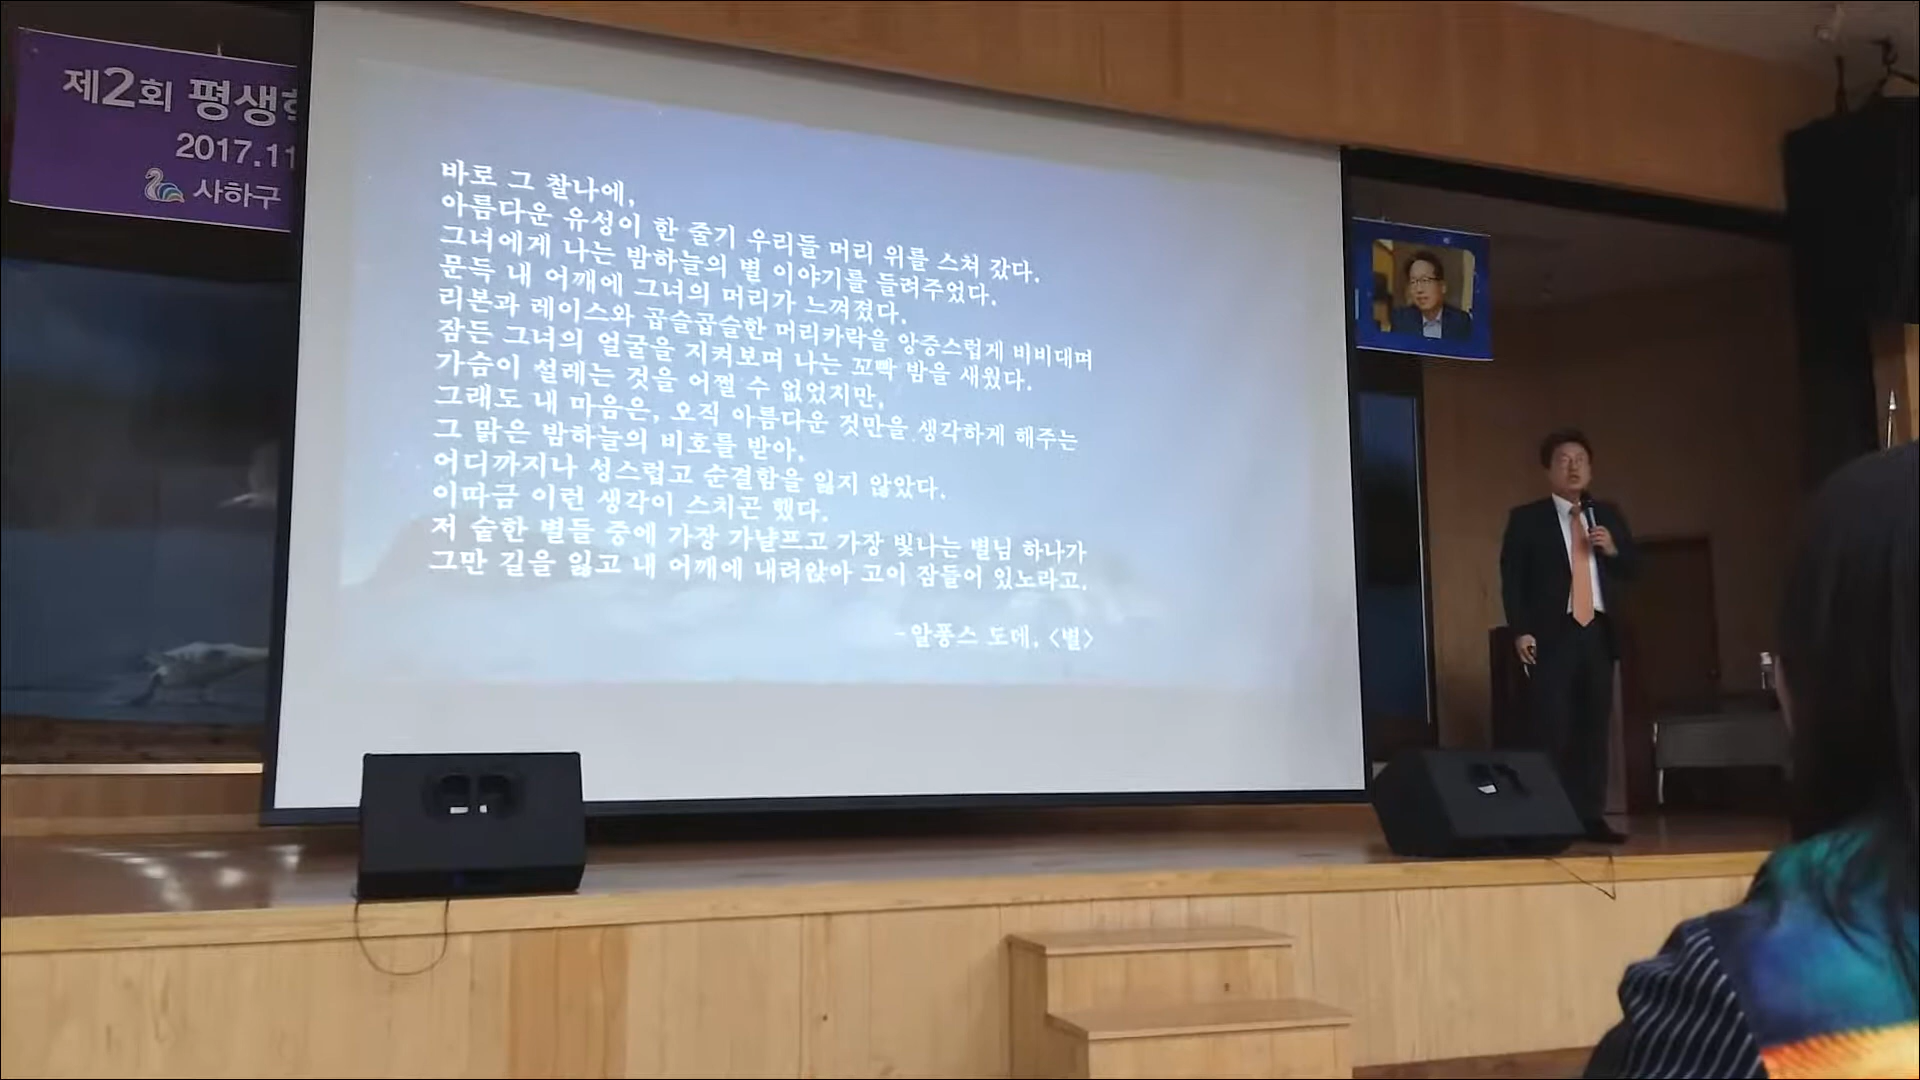 제2회 평생학
2017.11
사하구
바로 그 찰나에,
아름다운 유성이 한 줄기 우리들 머리 위를 스쳐 갔다.
그녀에게 나는 밤하늘의 별 이야기를 들려주었다.
문득 내 어깨에 그녀의 머리가 느껴졌다.
리본과 레이스와 곱슬곱슬한 머리카락을 앙증스럽게 비비대며
잠든 그녀의 얼굴을 지켜보며 나는 꼬빡 밤을 새웠다.
가슴이 설레는 것을 어쩔 수 없었지만,
그래도 내 마음은, 오직 아름다운 것만을 생각하게 해주는
그 맑은 밤하늘의 비호를 받아,
어디까지나 성스럽고 순결함을 잃지 않았다.
이따금 이런 생각이 스치곤 했다.
저 숱한 별들 중에 가장 가냘프고 가장 빛나는 별님 하나가
그만 길을 잃고 내 어깨에 내려앉아 고이 잠들어 있노라고.
-알퐁스 도데, <별>